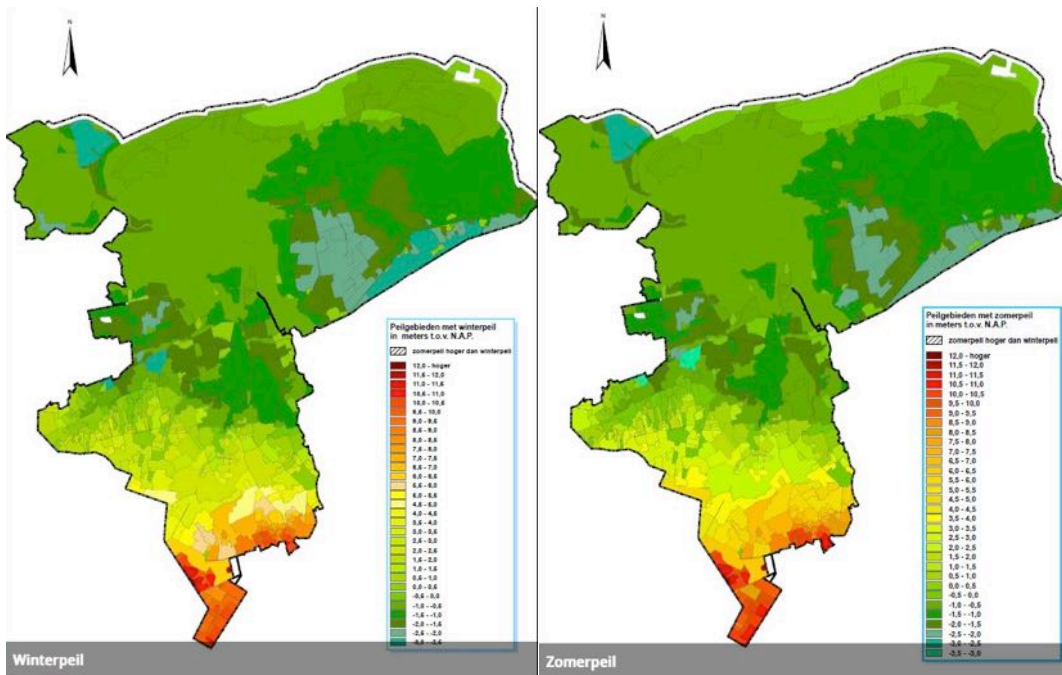 N
Peilgebieden met winterpeil
in meters t.o.v. N.A.P.
zomerpeil hoger dan winterpeil
12,0 - hoger
11,5 - 12,0
11,0 - 11,5
10,5 - 11,0
10,0 - 10,5
9,5 - 10,0
9,0 - 9,5
8,5 - 9,0
8,0 - 8,5
7,5 - 8,0
7,0 - 7,5
6,5 - 7,0
6,0 - 6,5
5,5 - 6,0
5,0 - 5,5
4,5 - 5,0
4,0 - 4,5
3,5 - 4,0
3,0 - 3,5
2,5 - 3,0
2,0 - 2,5
1,5 - 2,0
1,0 - 1,5
0,5 - 1,0
0,0 - 0,5
-0,5 - 0,0
-1,0 - -0,5
-1,5 - -1,0
-2,0 - -1,5
-2,5 - -2,0
-3,0 - -2,5
Winterpeil
N
Peilgebieden met zomerpeil
in meters t.o.v. N.A.P.
zomerpeil hoger dan winterpeil
12,0 - hoger
11,5 - 12,0
11,0 - 11,5
10,5 - 11,0
10,0 - 10,5
9,5 - 10,0
9,0 - 9,5
8,5 - 9,0
8,0 - 8,5
7,5 - 8,0
7,0 - 7,5
6,5 - 7,0
6,0 - 6,5
5,5 - 6,0
5,0 - 5,5
4,5 - 5,0
4,0 - 4,5
3,5 - 4,0
3,0 - 3,5
2,5 - 3,0
2,0 - 2,5
1,5 - 2,0
1,0 - 1,5
0,5 - 1,0
0,0 - 0,5
-0,5 - 0,0
-1,0 - -0,5
-1,5 - -1,0
-2,0 - -1,5
-2,5 - -2,0
-3,0 - -2,5
-3,5 - -3,0
Zomerpeil